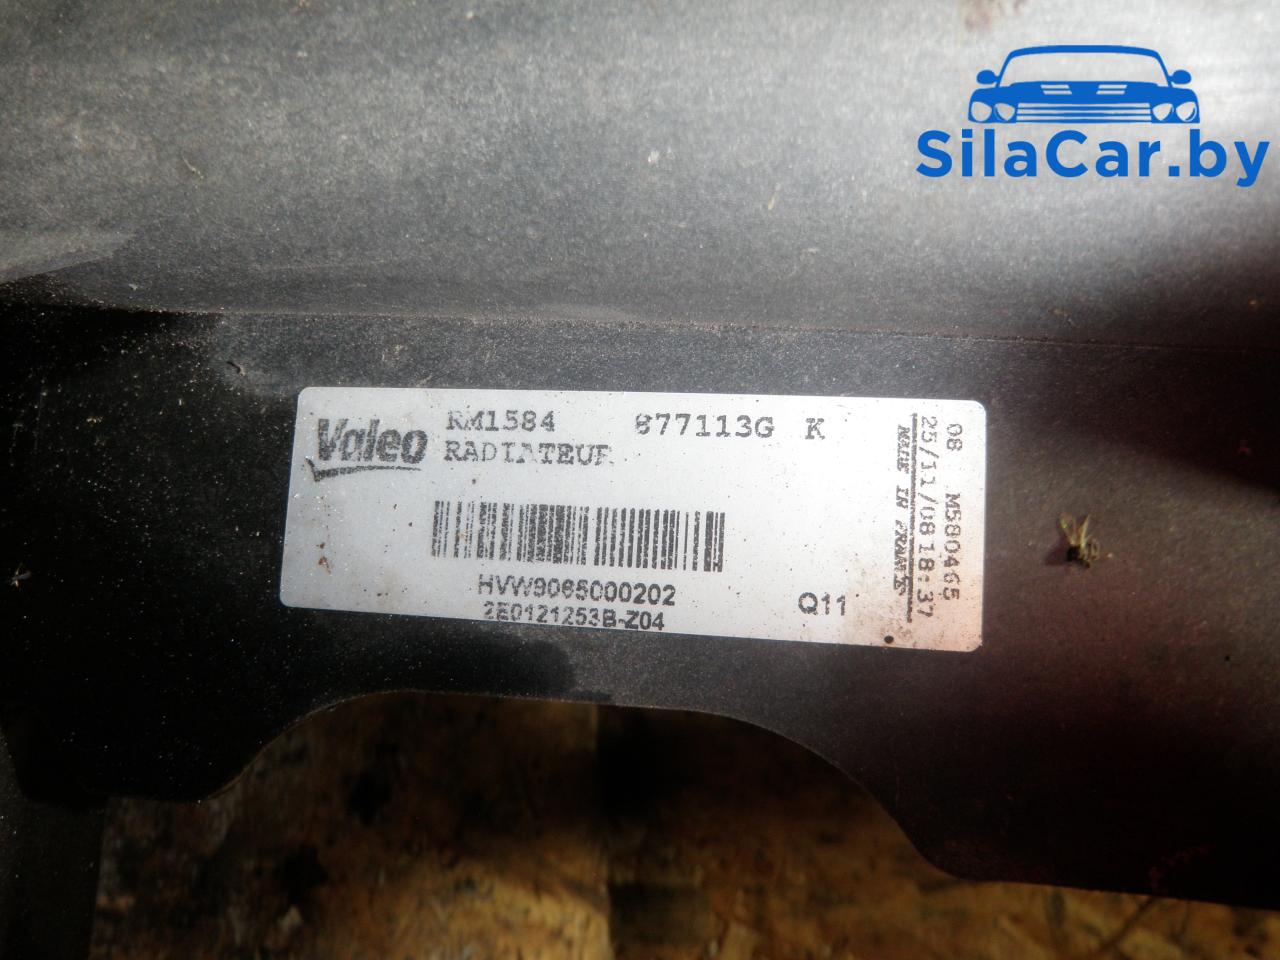 SilaCar.by
Valeo
RM1584 877113G K
RADIATEUR
HVW9065000202
2E0121253B-Z04
Q11
08 M580465
25/11/08 18:37
MADE IN FRANCE